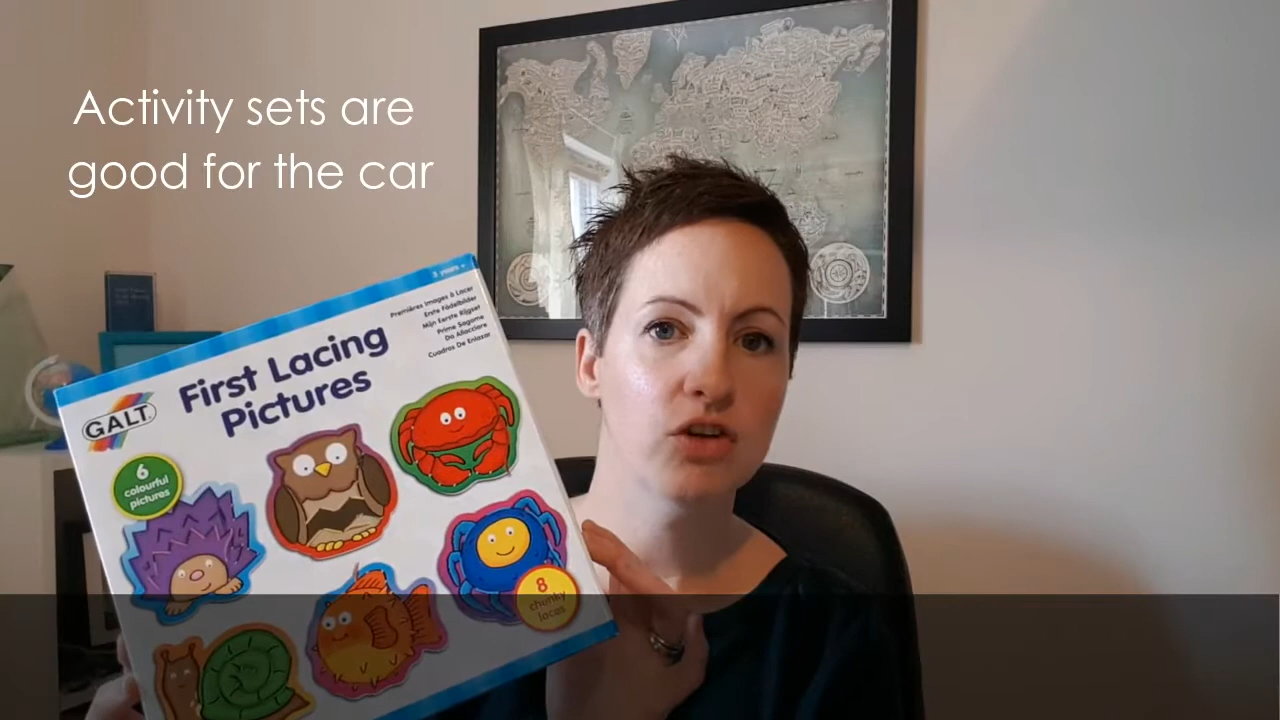 Activity sets are
good for the car
3 years +
Premières Images à Lacer
Erste Fädelbilder
Mijn Eerste Rijgset
Prime Sagome
Da Allacciare
Cuadros De Enlazar
First Lacing
Pictures
GALT
6
colourful
pictures
8
chunky
laces